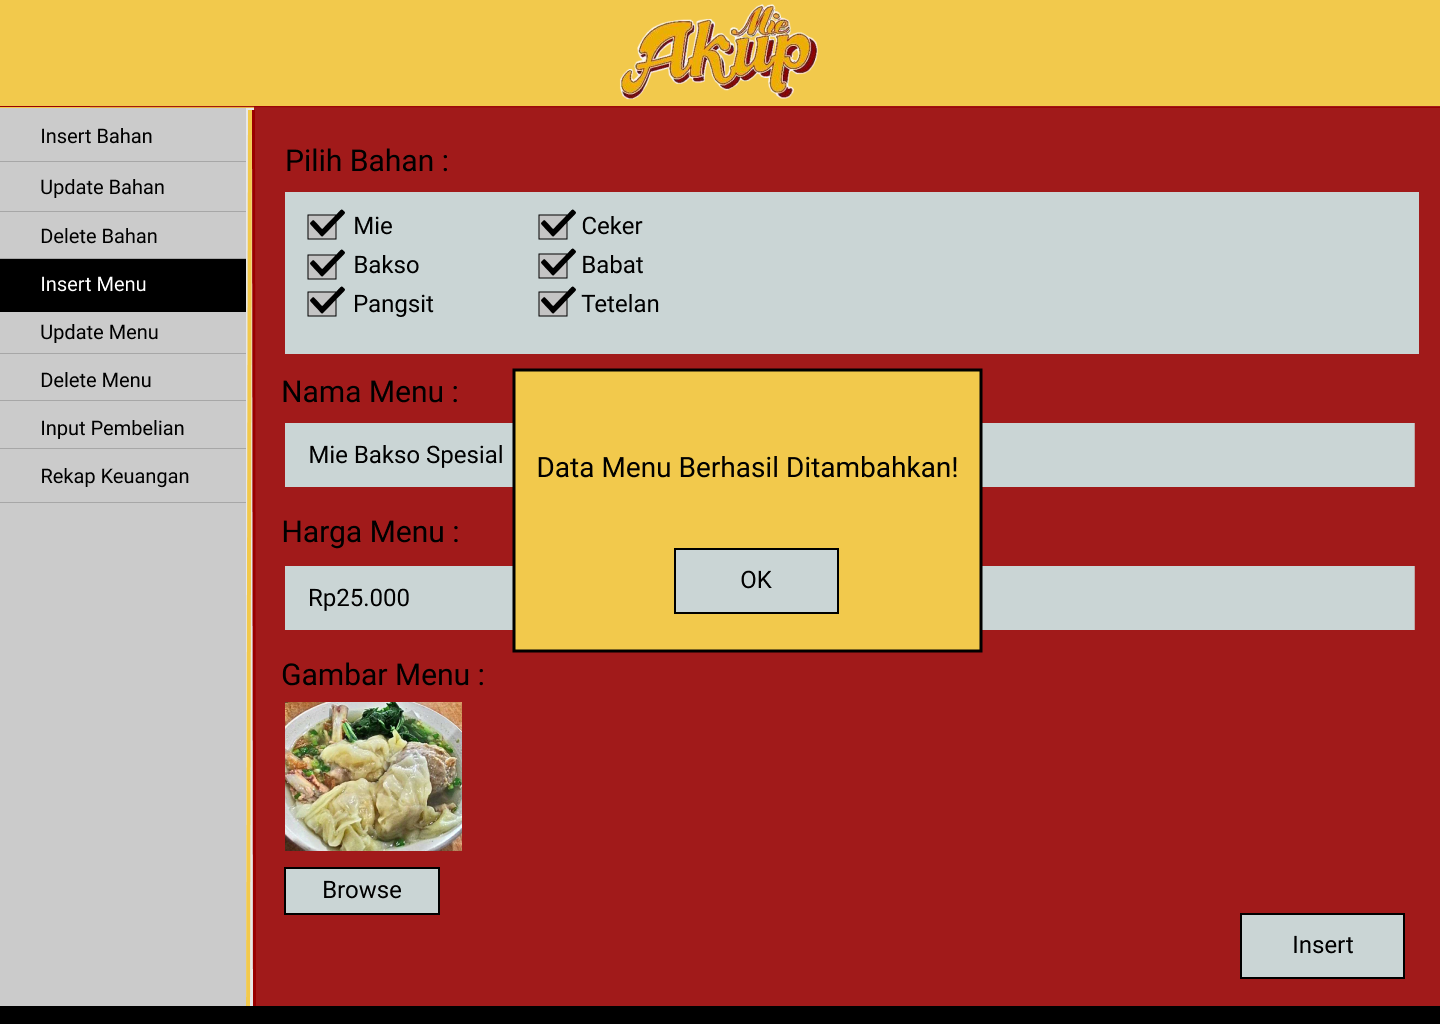 Mie
Akup
Insert Bahan
Update Bahan
Delete Bahan
Insert Menu
Update Menu
Delete Menu
Input Pembelian
Rekap Keuangan
Pilih Bahan :
Mie
Ceker
Bakso
Babat
Pangsit
Tetelan
Nama Menu :
Mie Bakso Spesial
Data Menu Berhasil Ditambahkan!
Harga Menu :
OK
Rp25.000
Gambar Menu :
Browse
Insert